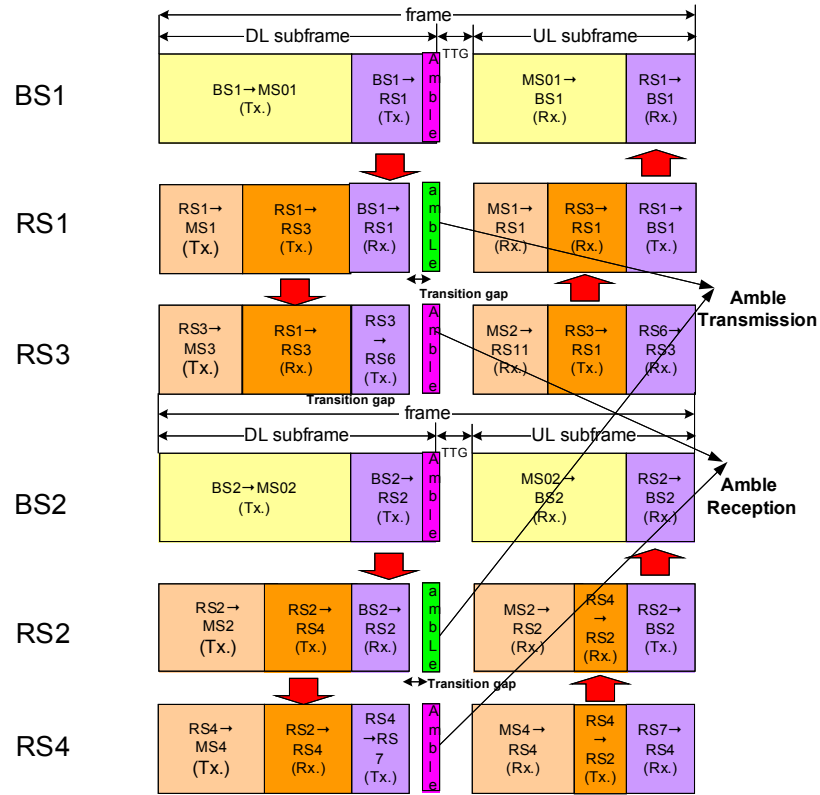 frame
DL subframe
TTG
UL subframe
BS1
BS1→MS01
(Tx.)
BS1→
RS1
(Tx.)
Amble
MS01→
BS1
(Rx.)
RS1→
BS1
(Rx.)
RS1
RS1→
MS1
(Tx.)
RS1→
RS3
(Tx.)
BS1→
RS1
(Rx.)
ambLe
MS1→
RS1
(Rx.)
RS3→
RS1
(Rx.)
RS1→
BS1
(Tx.)
Transition gap
Amble
Transmission
RS3
RS3→
MS3
(Tx.)
RS1→
RS3
(Rx.)
RS3
→
RS6
(Tx.)
Amble
MS2→
RS11
(Rx.)
RS3→
RS1
(Tx.)
RS6→
RS3
(Rx.)
Transition gap
frame
DL subframe
TTG
UL subframe
BS2
BS2→MS02
(Tx.)
BS2→
RS2
(Tx.)
Amble
MS02→
BS2
(Rx.)
RS2→
BS2
(Rx.)
Amble
Reception
RS2
RS2→
MS2
(Tx.)
RS2→
RS4
(Tx.)
BS2→
RS2
(Rx.)
ambLe
MS2→
RS2
(Rx.)
RS4
→
RS2
(Rx.)
RS2→
BS2
(Tx.)
Transition gap
RS4
RS4→
MS4
(Tx.)
RS2→
RS4
(Rx.)
RS4
→RS
7
(Tx.)
Amble
MS4→
RS4
(Rx.)
RS4
→
RS2
(Tx.)
RS7→
RS4
(Rx.)